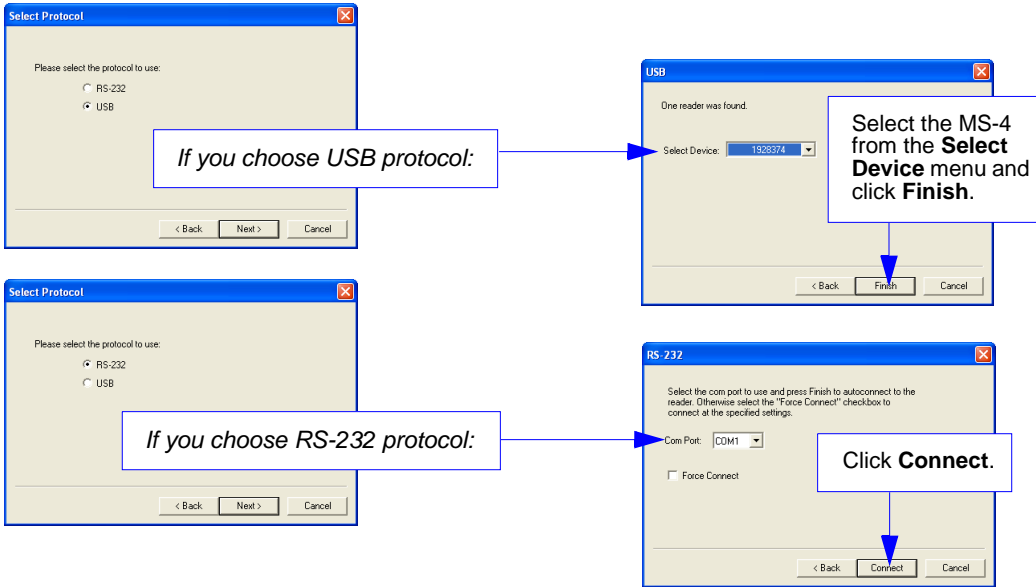 Select Protocol
Please select the protocol to use:
RS-232
USB
< Back Next > Cancel
If you choose USB protocol:
USB
One reader was found.
Select Device: 1928374
Select the MS-4
from the Select
Device menu and
click Finish.
< Back Finish Cancel
Select Protocol
Please select the protocol to use:
RS-232
USB
< Back Next > Cancel
If you choose RS-232 protocol:
RS-232
Select the com port to use and press Finish to autoconnect to the
reader. Otherwise select the "Force Connect" checkbox to
connect at the specified settings.
Com Port: COM1
Force Connect
Click Connect.
< Back Connect Cancel